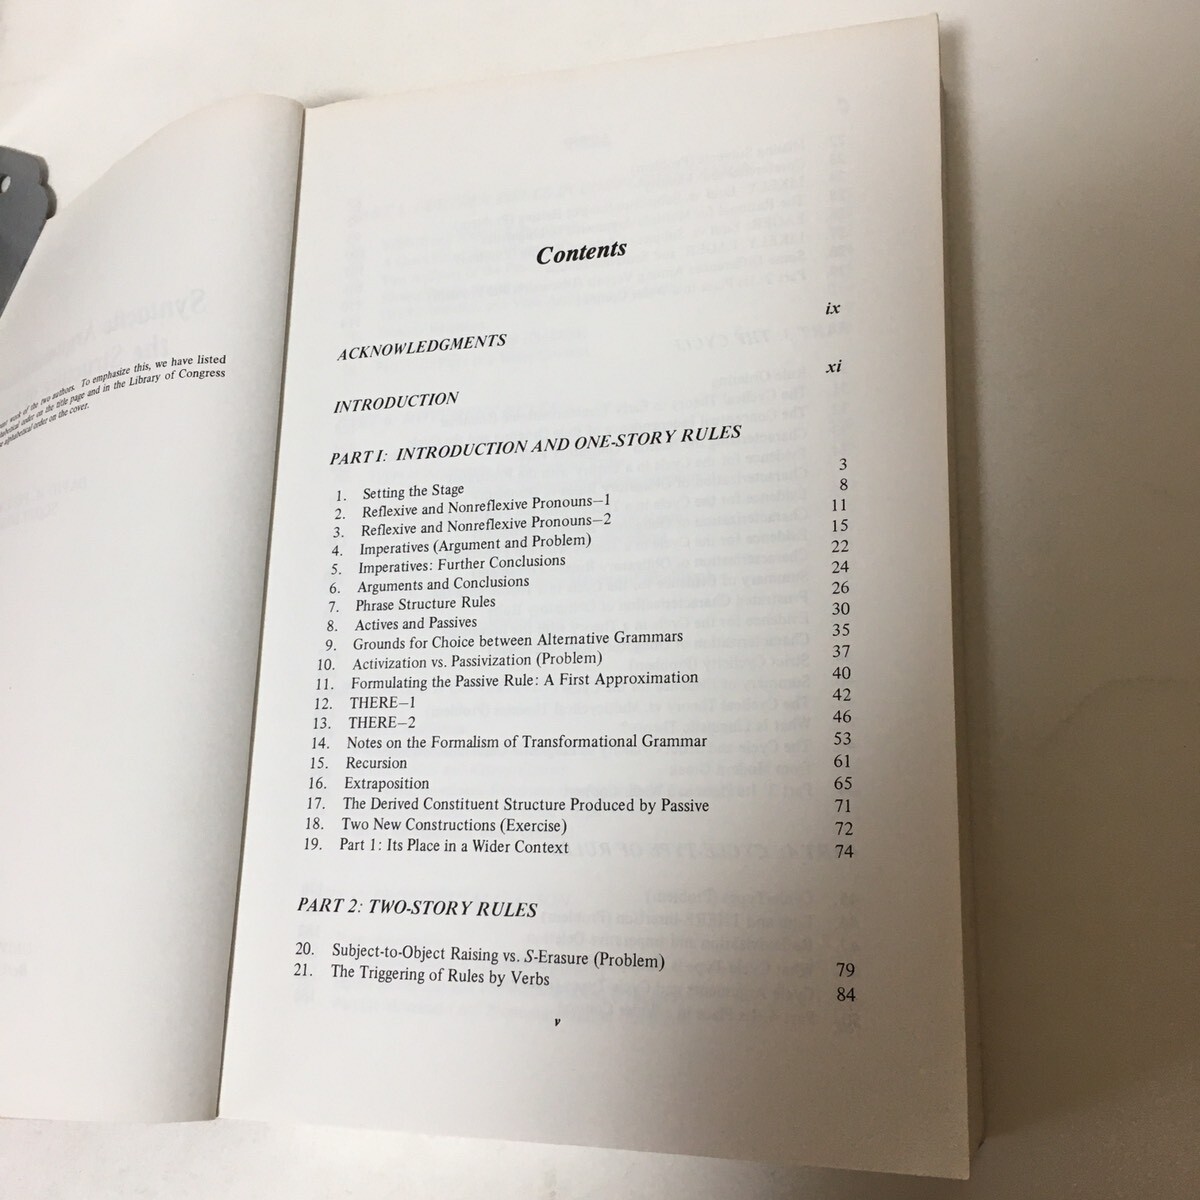 work of the two authors. To emphasize this, we have listed
order on the title page and in the Library of Congress
alphabetical order on the cover.
Contents
ACKNOWLEDGMENTS ix
INTRODUCTION xi
PART I: INTRODUCTION AND ONE-STORY RULES
1. Setting the Stage 3
2. Reflexive and Nonreflexive Pronouns—1 8
3. Reflexive and Nonreflexive Pronouns—2 11
4. Imperatives (Argument and Problem) 15
5. Imperatives: Further Conclusions 22
6. Arguments and Conclusions 24
7. Phrase Structure Rules 26
8. Actives and Passives 30
9. Grounds for Choice between Alternative Grammars 35
10. Activization vs. Passivization (Problem) 37
11. Formulating the Passive Rule: A First Approximation 40
12. THERE—1 42
13. THERE—2 46
14. Notes on the Formalism of Transformational Grammar 53
15. Recursion 61
16. Extraposition 65
17. The Derived Constituent Structure Produced by Passive 71
18. Two New Constructions (Exercise) 72
19. Part 1: Its Place in a Wider Context 74
PART 2: TWO-STORY RULES
20. Subject-to-Object Raising vs. S-Erasure (Problem) 79
21. The Triggering of Rules by Verbs 84
v